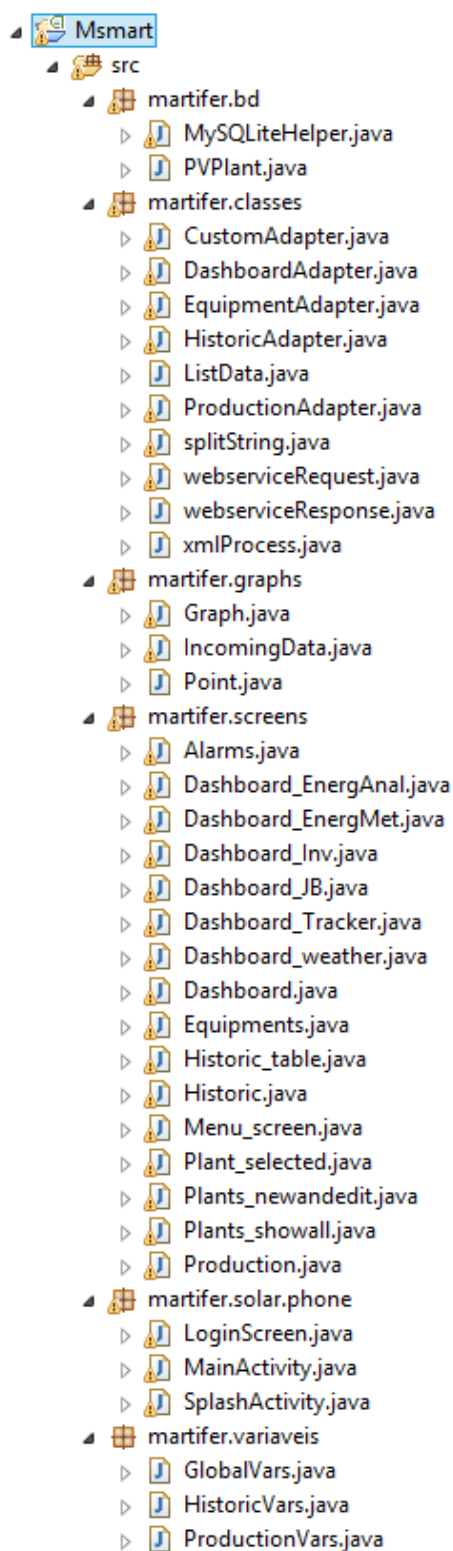 Msmart
src
martifer.bd
MySQLiteHelper.java
PVPlant.java
martifer.classes
CustomAdapter.java
DashboardAdapter.java
EquipmentAdapter.java
HistoricAdapter.java
ListData.java
ProductionAdapter.java
splitString.java
webserviceRequest.java
webserviceResponse.java
xmlProcess.java
martifer.graphs
Graph.java
IncomingData.java
Point.java
martifer.screens
Alarms.java
Dashboard_EnergAnal.java
Dashboard_EnergMet.java
Dashboard_Inv.java
Dashboard_JB.java
Dashboard_Tracker.java
Dashboard_weather.java
Dashboard.java
Equipments.java
Historic_table.java
Historic.java
Menu_screen.java
Plant_selected.java
Plants_newandedit.java
Plants_showall.java
Production.java
martifer.solar.phone
LoginScreen.java
MainActivity.java
SplashActivity.java
martifer.variaveis
GlobalVars.java
HistoricVars.java
ProductionVars.java